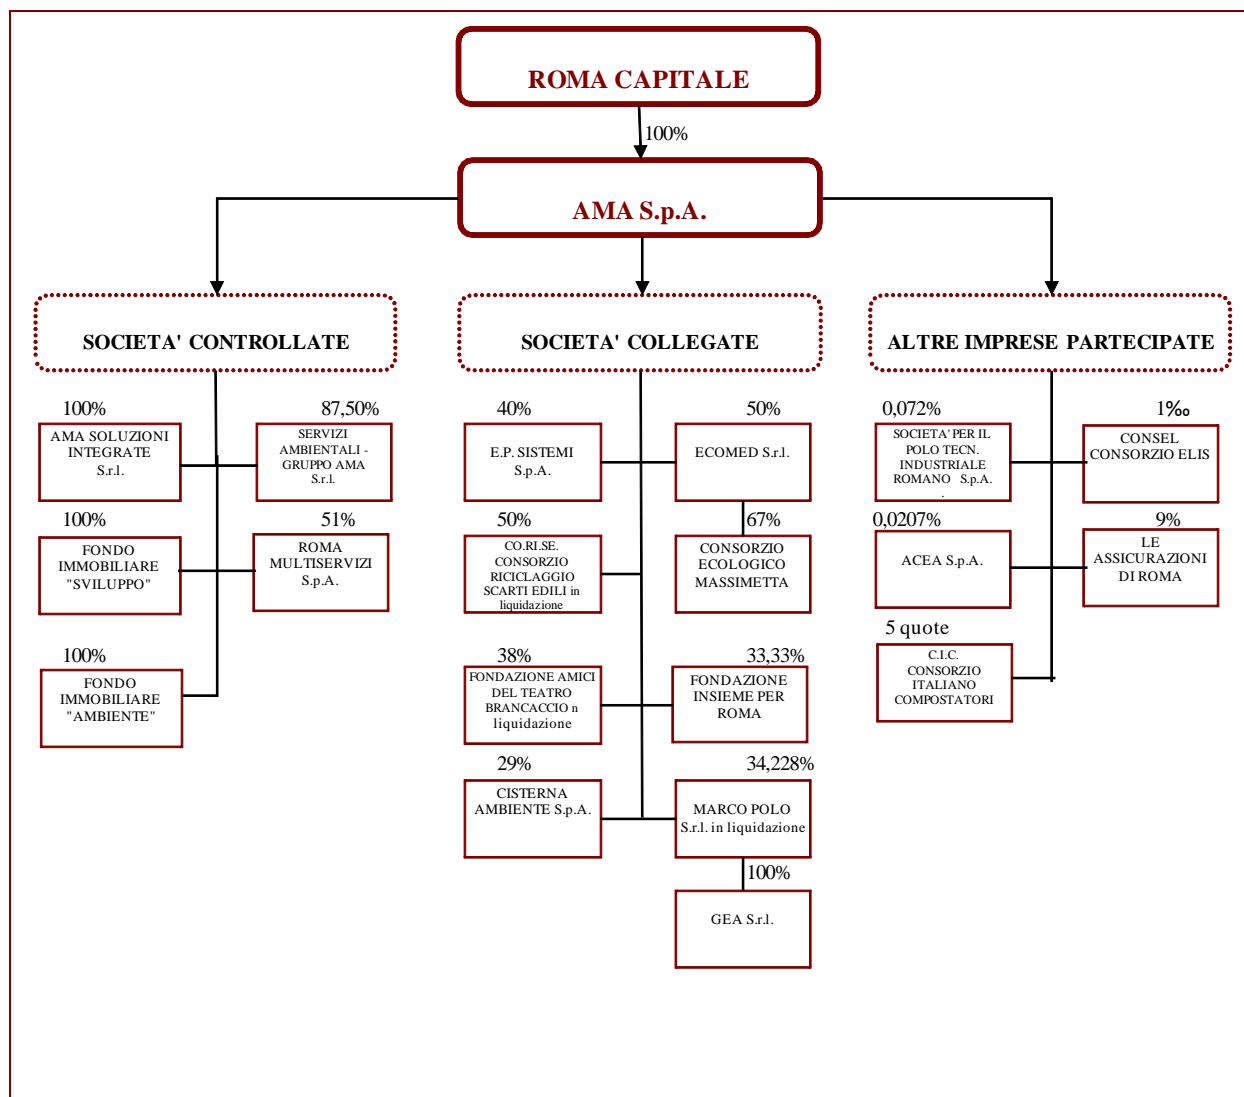 ROMA CAPITALE
100%
AMA S.p.A.
SOCIETA' CONTROLLATE
100%
AMA SOLUZIONI
INTEGRATE
S.r.l.
87,50%
SERVIZI
AMBIENTALI -
GRUPPO AMA
S.r.l.
100%
FONDO
IMMOBILIARE
"SVILUPPO"
51%
ROMA
MULTISERVIZI
S.p.A.
100%
FONDO
IMMOBILIARE
"AMBIENTE"
SOCIETA' COLLEGATE
40%
E.P. SISTEMI
S.p.A.
50%
ECOMED S.r.l.
50%
CO.RI.SE.
CONSORZIO
RICICLAGGIO
SCARTI EDILI in
liquidazione
67%
CONSORZIO
ECOLOGICO
MASSIMETTA
38%
FONDAZIONE AMICI
DEL TEATRO
BRANCACCIO n
liquidazione
33,33%
FONDAZIONE
INSIEME PER
ROMA
29%
CISTERNA
AMBIENTE S.p.A.
34,228%
MARCO POLO
S.r.l. in liquidazione
100%
GEA S.r.l.
ALTRE IMPRESE PARTECIPATE
0,072%
SOCIETA' PER IL
POLO TECN.
INDUSTRIALE
ROMANO S.p.A.
.
1‰
CONSEL
CONSORZIO ELIS
0,0207%
ACEA S.p.A.
9%
LE
ASSICURAZIONI
DI ROMA
5 quote
C.I.C.
CONSORZIO
ITALIANO
COMPOSTATORI